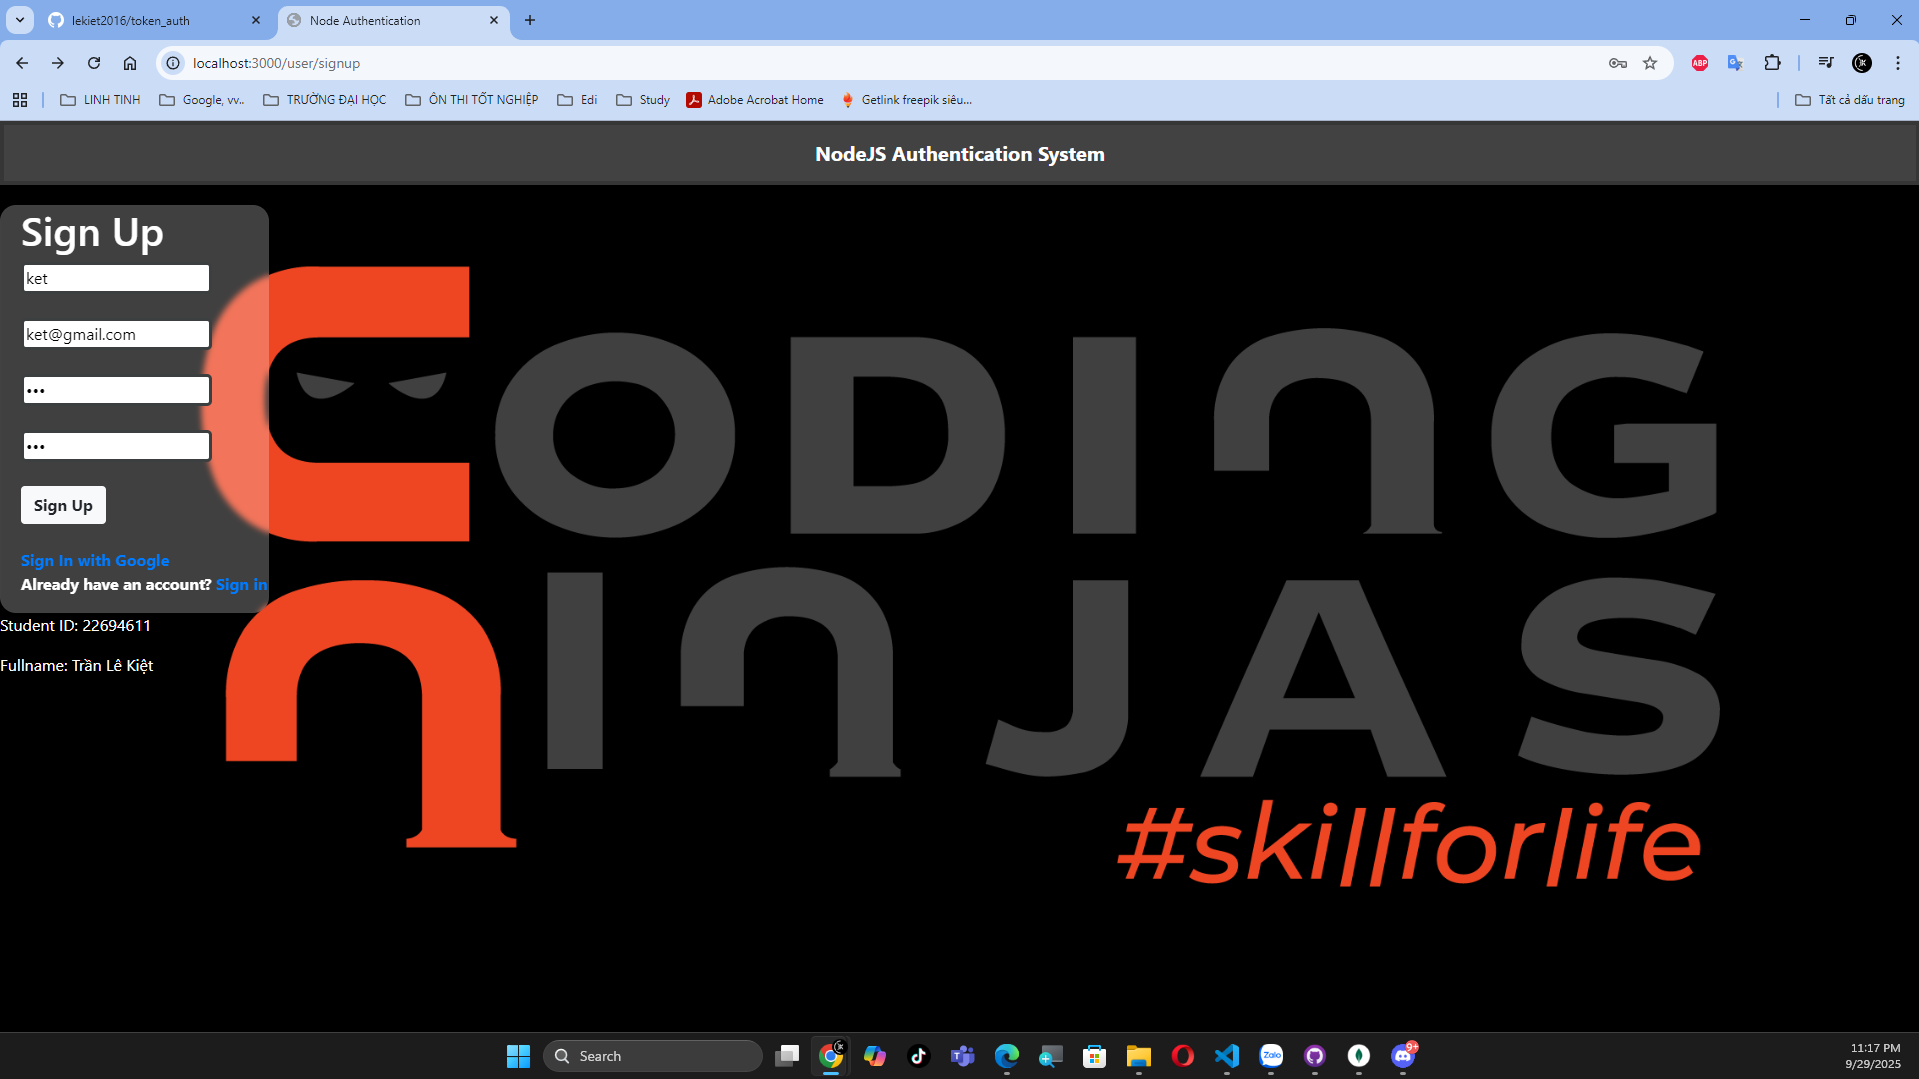 lekiet2016/token_auth
Node Authentication
localhost:3000/user/signup
ABP
LINH TINH
Google, vv..
TRƯỜNG ĐẠI HỌC
ÔN THI TỐT NGHIỆP
Edi
Study
Adobe Acrobat Home
Getlink freepik siêu...
Tất cả dấu trang
NodeJS Authentication System
Sign Up
ket
ket@gmail.com
•••
•••
Sign Up
Sign In with Google
Already have an account? Sign in
Student ID: 22694611
Fullname: Trần Lê Kiệt
CODING
NINJAS
#skillforlife
Search
Zalo
9+
11:17 PM
9/29/2025